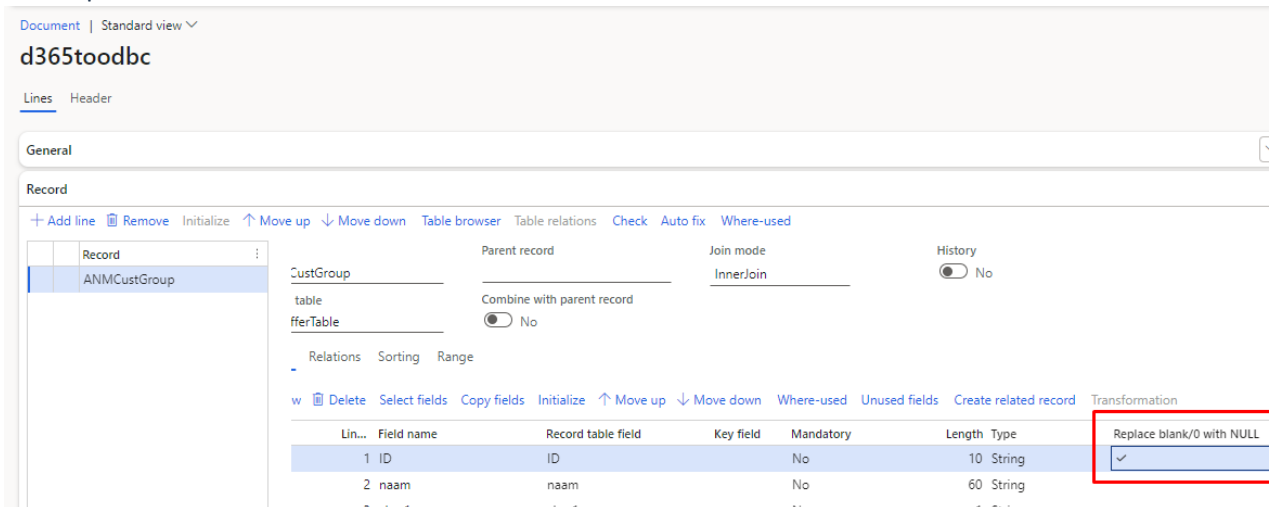 Document | Standard view
d365toodbc
Lines Header
General
Record
+ Add line Remove Initialize Move up Move down Table browser Table relations Check Auto fix Where-used
Record
ANMCustGroup
Parent record Join mode History
CustGroup InnerJoin No
table Combine with parent record
fferTable No
Relations Sorting Range
w Delete Select fields Copy fields Initialize Move up Move down Where-used Unused fields Create related record Transformation
Lin... Field name Record table field Key field Mandatory Length Type Replace blank/0 with NULL
1 ID ID No 10 String
2 naam naam No 60 String